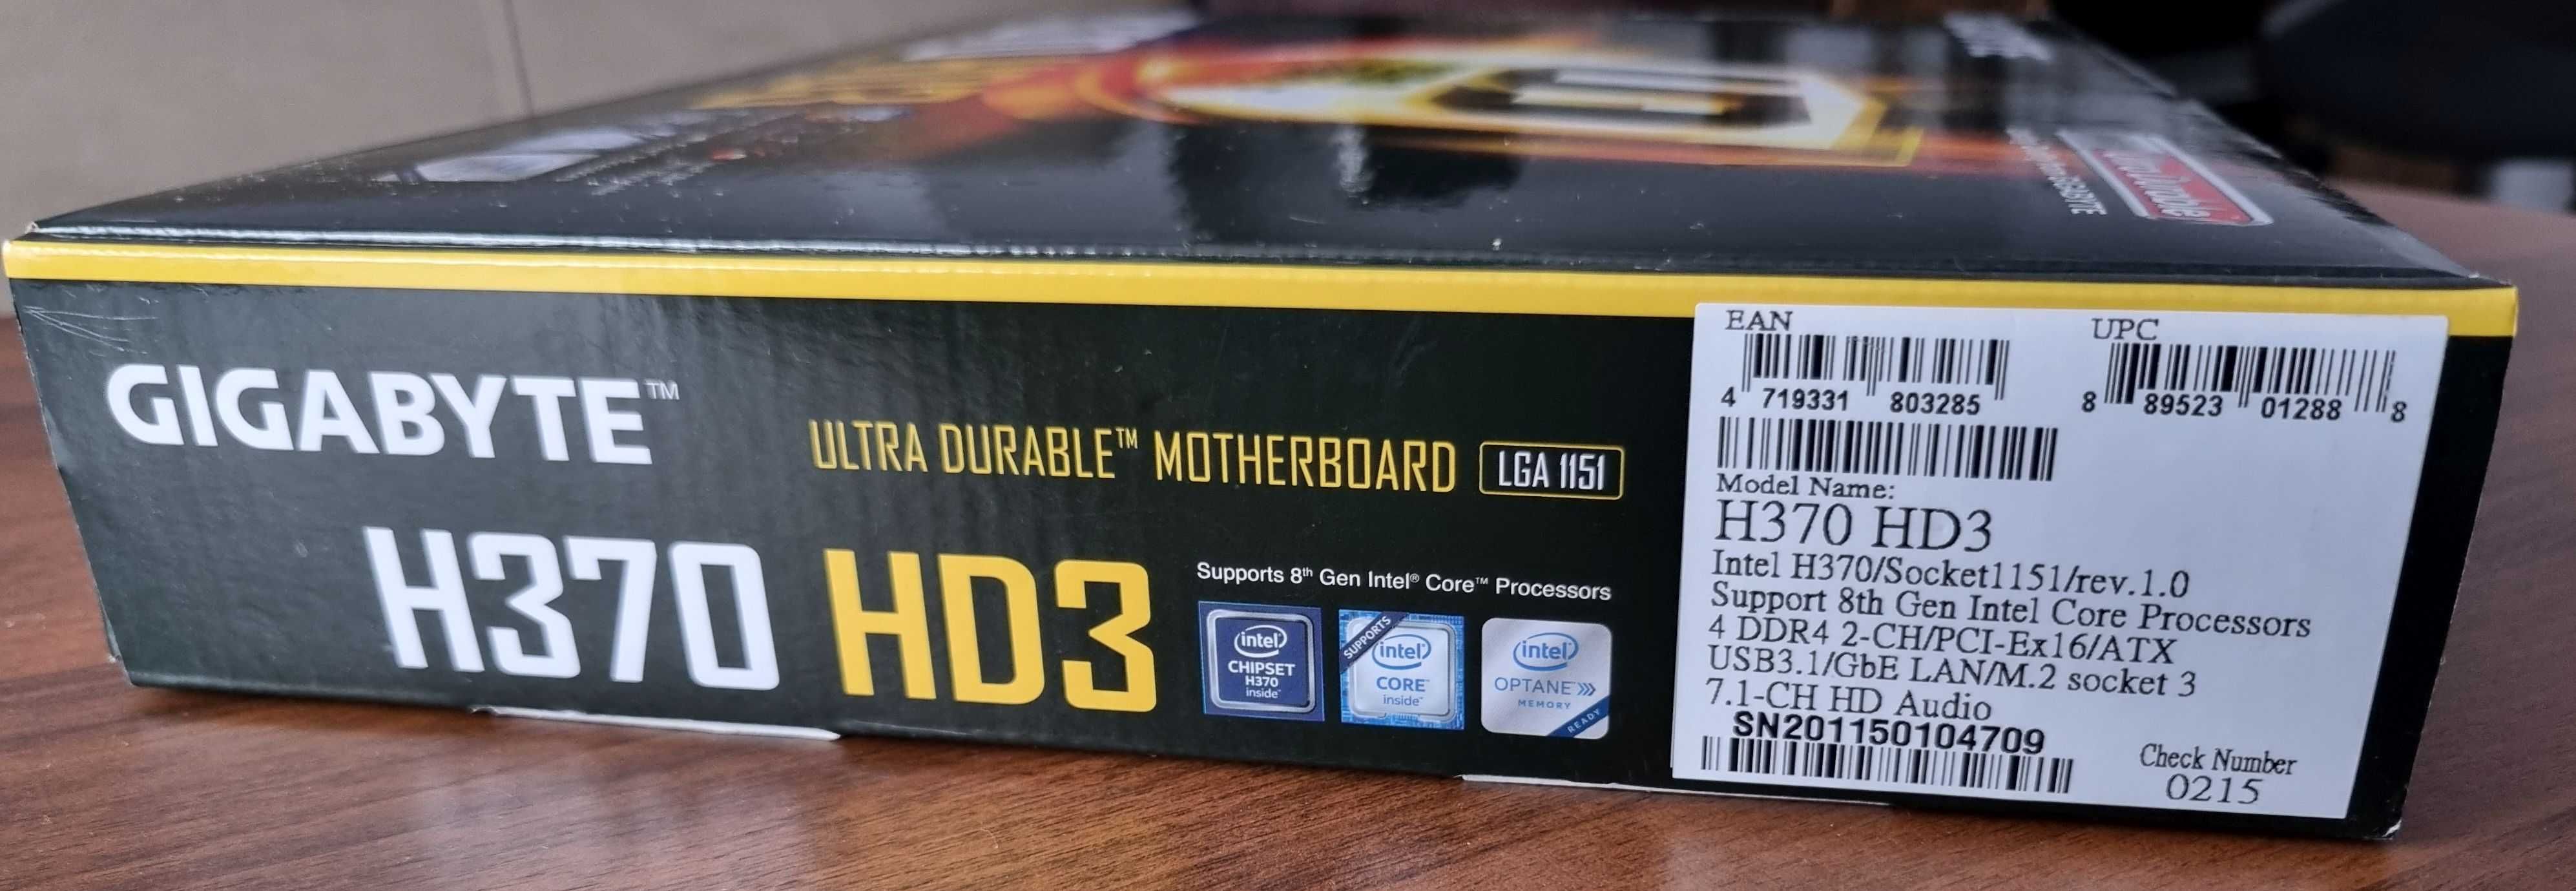 GIGABYTE™
ULTRA DURABLE™ MOTHERBOARD LGA 1151
H370 HD3
Supports 8th Gen Intel® Core™ Processors
intel
CHIPSET
H370
inside™
SUPPORTS
intel
CORE™
inside™
intel
OPTANE
MEMORY
READY
EAN
4 719331 803285
UPC
8 89523 01288 8
Model Name:
H370 HD3
Intel H370/Socket1151/rev.1.0
Support 8th Gen Intel Core Processors
4 DDR4 2-CH/PCI-Ex16/ATX
USB3.1/GbE LAN/M.2 socket 3
7.1-CH HD Audio
SN201150104709
Check Number
0215